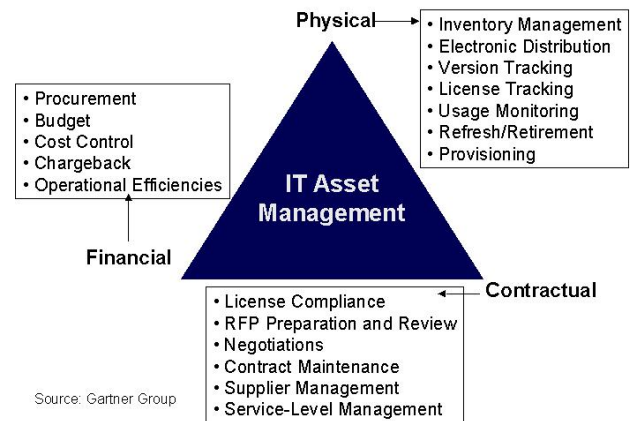 Physical
• Inventory Management
• Electronic Distribution
• Version Tracking
• License Tracking
• Usage Monitoring
• Refresh/Retirement
• Provisioning
• Procurement
• Budget
• Cost Control
• Chargeback
• Operational Efficiencies
IT Asset
Management
Financial
Contractual
• License Compliance
• RFP Preparation and Review
• Negotiations
• Contract Maintenance
• Supplier Management
• Service-Level Management
Source: Gartner Group